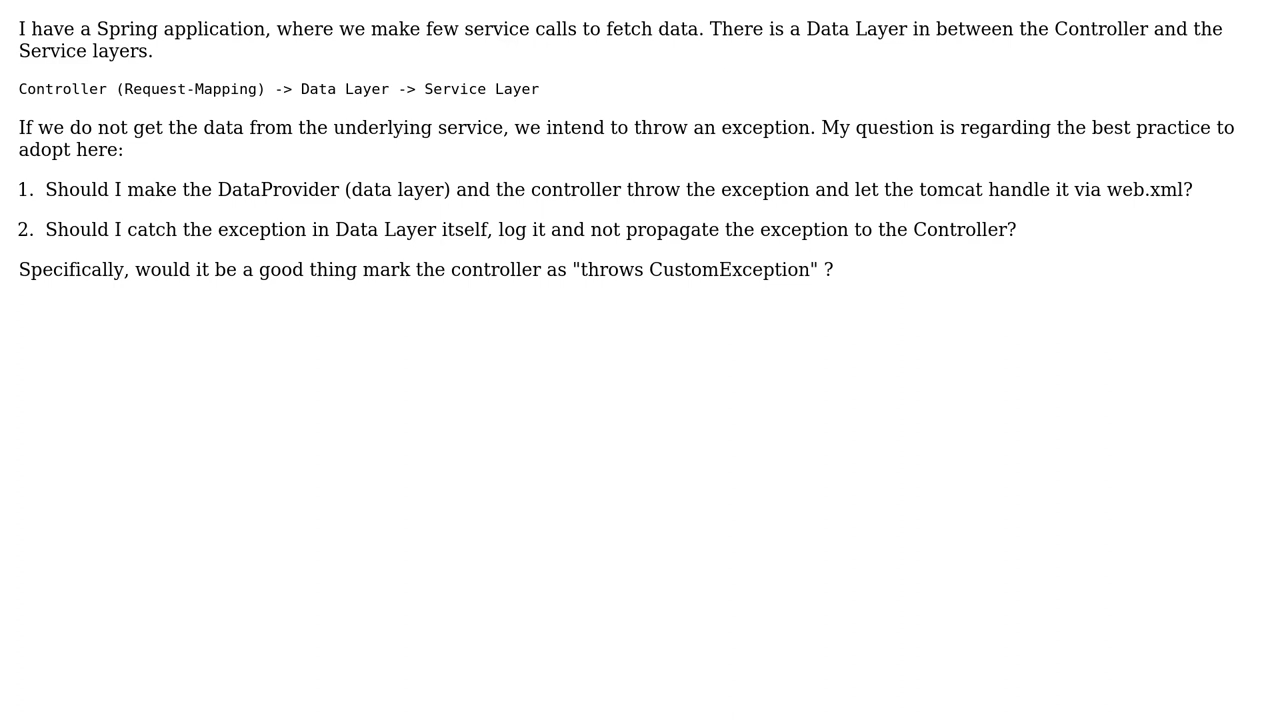 I have a Spring application, where we make few service calls to fetch data. There is a Data Layer in between the Controller and the
Service layers.
Controller (Request-Mapping) -> Data Layer -> Service Layer
If we do not get the data from the underlying service, we intend to throw an exception. My question is regarding the best practice to
adopt here:
1. Should I make the DataProvider (data layer) and the controller throw the exception and let the tomcat handle it via web.xml?
2. Should I catch the exception in Data Layer itself, log it and not propagate the exception to the Controller?
Specifically, would it be a good thing mark the controller as "throws CustomException" ?